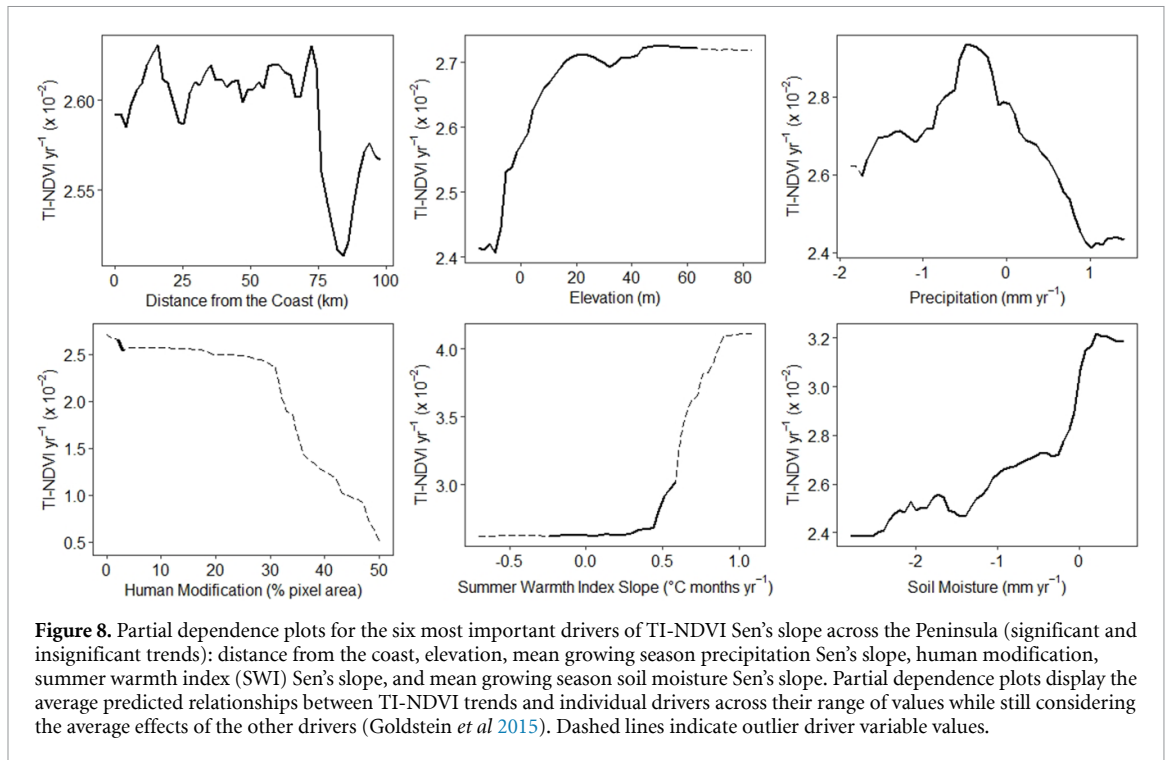 TI-NDVI yr⁻¹ (x 10⁻²)
2.60
2.55
0 25 50 75 100
Distance from the Coast (km)
TI-NDVI yr⁻¹ (x 10⁻²)
2.7
2.6
2.5
2.4
0 20 40 60 80
Elevation (m)
TI-NDVI yr⁻¹ (x 10⁻²)
2.8
2.6
2.4
-2 -1 0 1
Precipitation (mm yr⁻¹)
TI-NDVI yr⁻¹ (x 10⁻²)
2.5
2.0
1.5
1.0
0.5
0 10 20 30 40 50
Human Modification (% pixel area)
TI-NDVI yr⁻¹ (x 10⁻²)
4.0
3.5
3.0
-0.5 0.0 0.5 1.0
Summer Warmth Index Slope (°C months yr⁻¹)
TI-NDVI yr⁻¹ (x 10⁻²)
3.2
3.0
2.8
2.6
2.4
-2 -1 0
Soil Moisture (mm yr⁻¹)
Figure 8. Partial dependence plots for the six most important drivers of TI-NDVI Sen's slope across the Peninsula (significant and
insignificant trends): distance from the coast, elevation, mean growing season precipitation Sen's slope, human modification,
summer warmth index (SWI) Sen's slope, and mean growing season soil moisture Sen's slope. Partial dependence plots display the
average predicted relationships between TI-NDVI trends and individual drivers across their range of values while still considering
the average effects of the other drivers (Goldstein et al 2015). Dashed lines indicate outlier driver variable values.